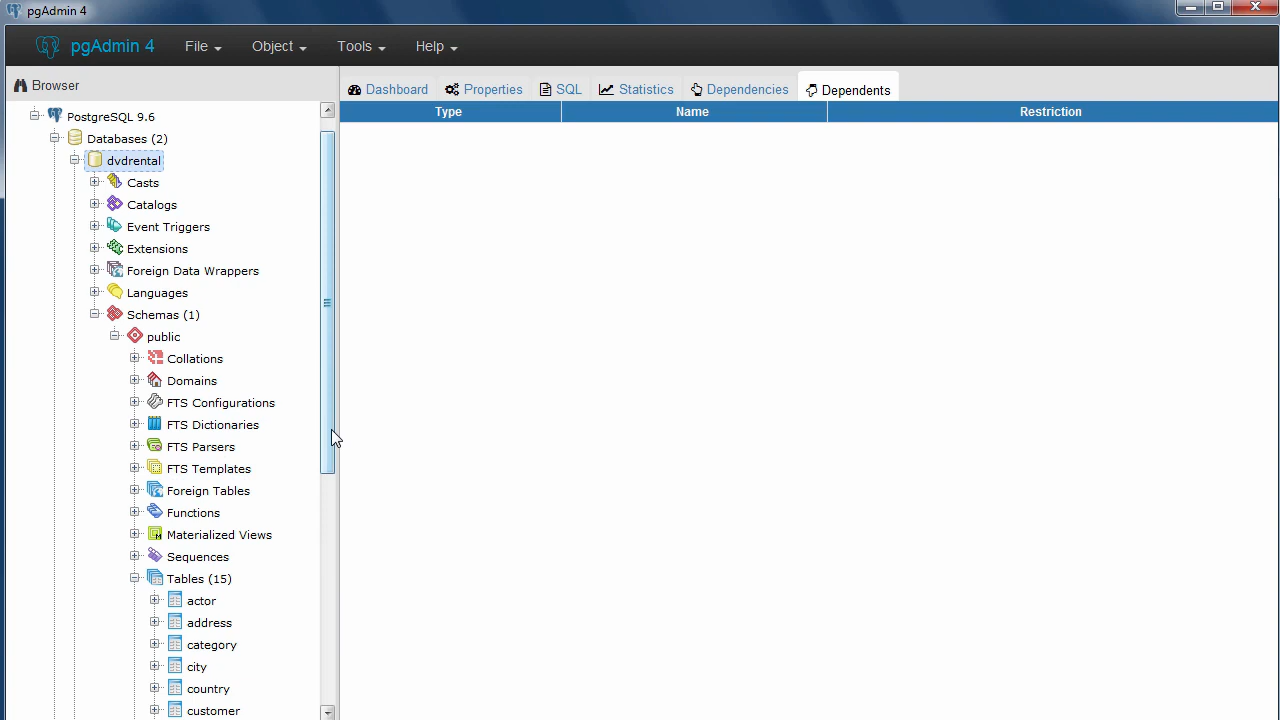 pgAdmin 4
pgAdmin 4 File Object Tools Help
Browser
Dashboard Properties SQL Statistics Dependencies Dependents
Type Name Restriction
PostgreSQL 9.6
Databases (2)
dvdrental
Casts
Catalogs
Event Triggers
Extensions
Foreign Data Wrappers
Languages
Schemas (1)
public
Collations
Domains
FTS Configurations
FTS Dictionaries
FTS Parsers
FTS Templates
Foreign Tables
Functions
Materialized Views
Sequences
Tables (15)
actor
address
category
city
country
customer